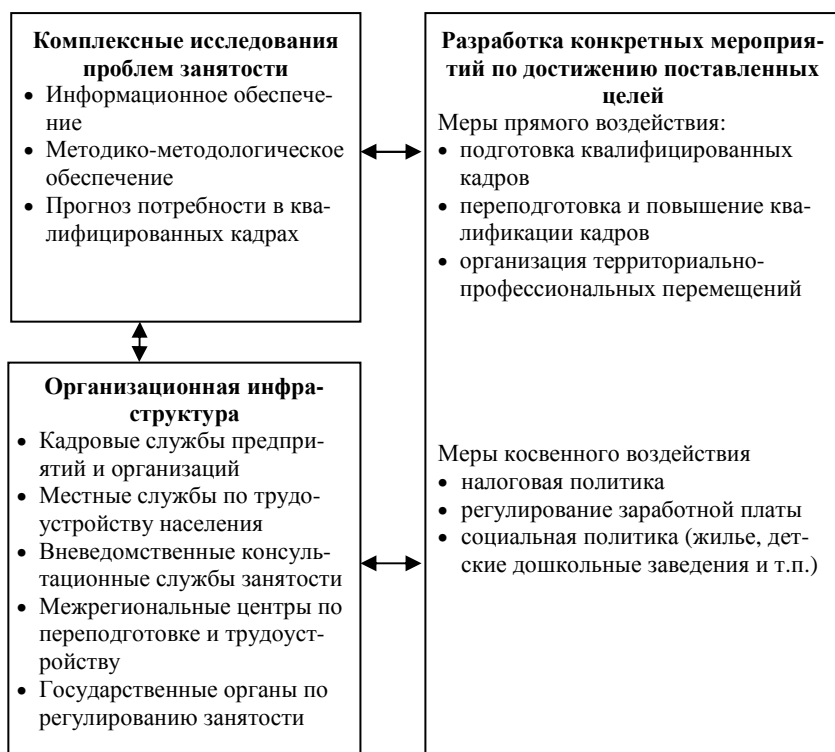 Комплексные исследования
проблем занятости
• Информационное обеспече-
ние
• Методико-методологическое
обеспечение
• Прогноз потребности в ква-
лифицированных кадрах
Организационная инфра-
структура
• Кадровые службы предпри-
ятий и организаций
• Местные службы по трудо-
устройству населения
• Вневедомственные консуль-
тационные службы занятости
• Межрегиональные центры по
переподготовке и трудоуст-
ройству
• Государственные органы по
регулированию занятости
Разработка конкретных мероприя-
тий по достижению поставленных
целей
Меры прямого воздействия:
• подготовка квалифицированных
кадров
• переподготовка и повышение ква-
лификации кадров
• организация территориально-
профессиональных перемещений
Меры косвенного воздействия
• налоговая политика
• регулирование заработной платы
• социальная политика (жилье, дет-
ские дошкольные заведения и т.п.)